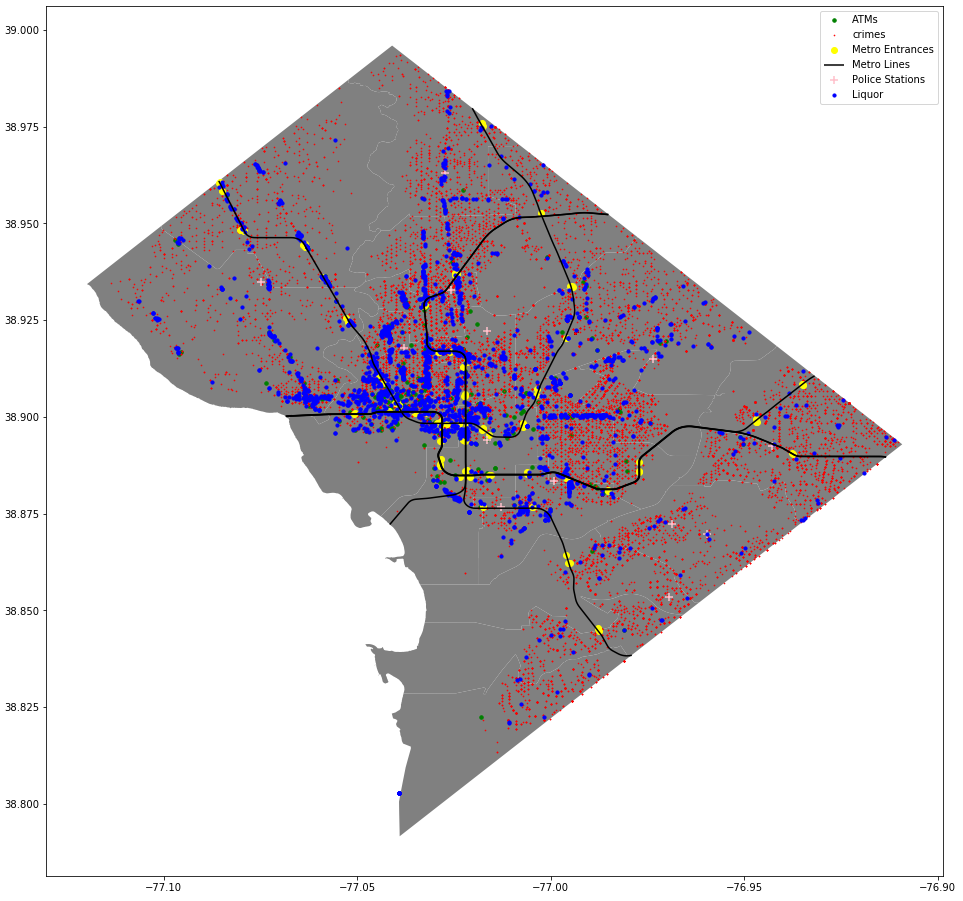 ATMs
crimes
Metro Entrances
Metro Lines
Police Stations
Liquor
39.000
38.975
38.950
38.925
38.900
38.875
38.850
38.825
38.800
−77.10
−77.05
−77.00
−76.95
−76.90